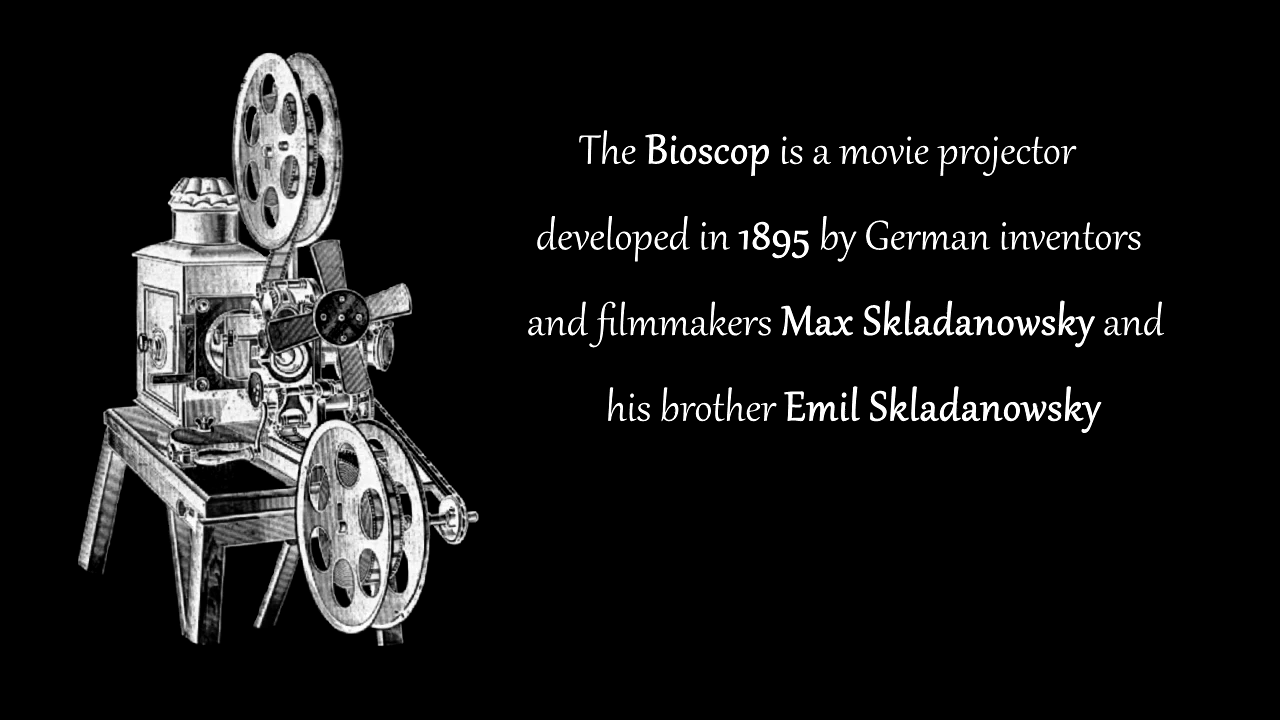 The Bioscop is a movie projector
developed in 1895 by German inventors
and filmmakers Max Skladanowsky and
his brother Emil Skladanowsky